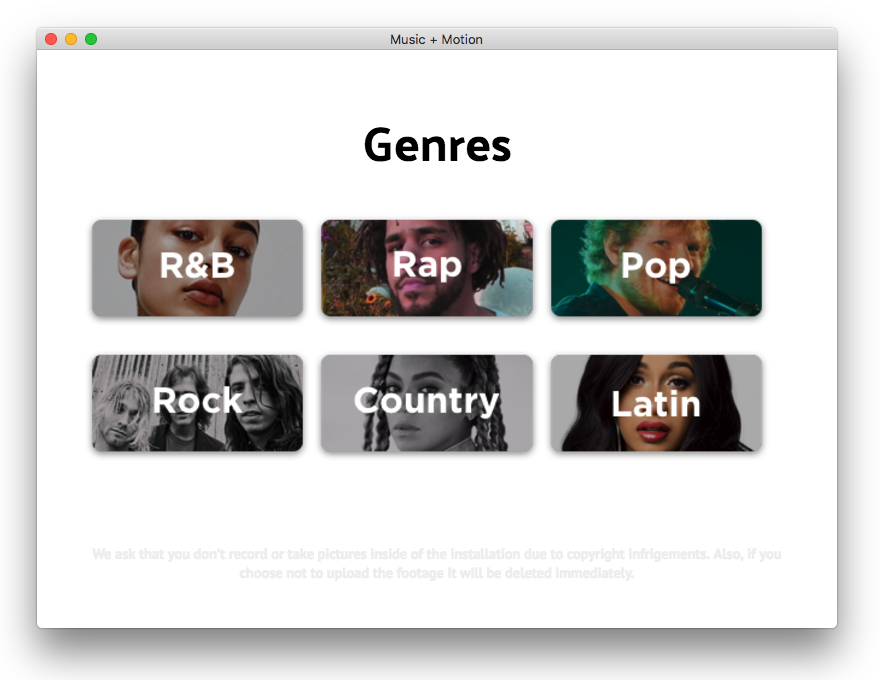 Music + Motion
Genres
R&B
Rap
Pop
Rock
Country
Latin
We ask that you don't record or take pictures inside of the installation due to copyright infrigements. Also, if you
choose not to upload the footage it will be deleted immediately.